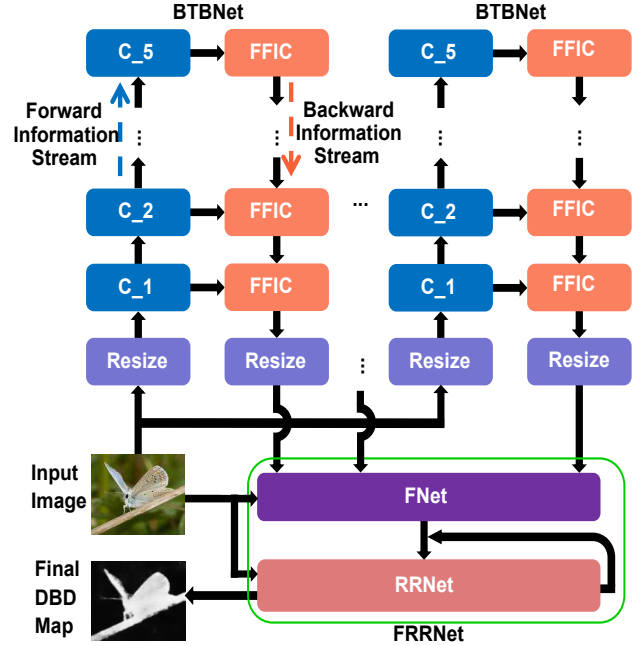 BTBNet BTBNet
C_5 FFIC C_5 FFIC
Forward
Information
Stream
Backward
Information
Stream
...
...
...
...
C_2 FFIC ... C_2 FFIC
C_1 FFIC C_1 FFIC
Resize Resize ... Resize Resize
Input
Image
FNet
Final
DBD
Map
RRNet
FRRNet